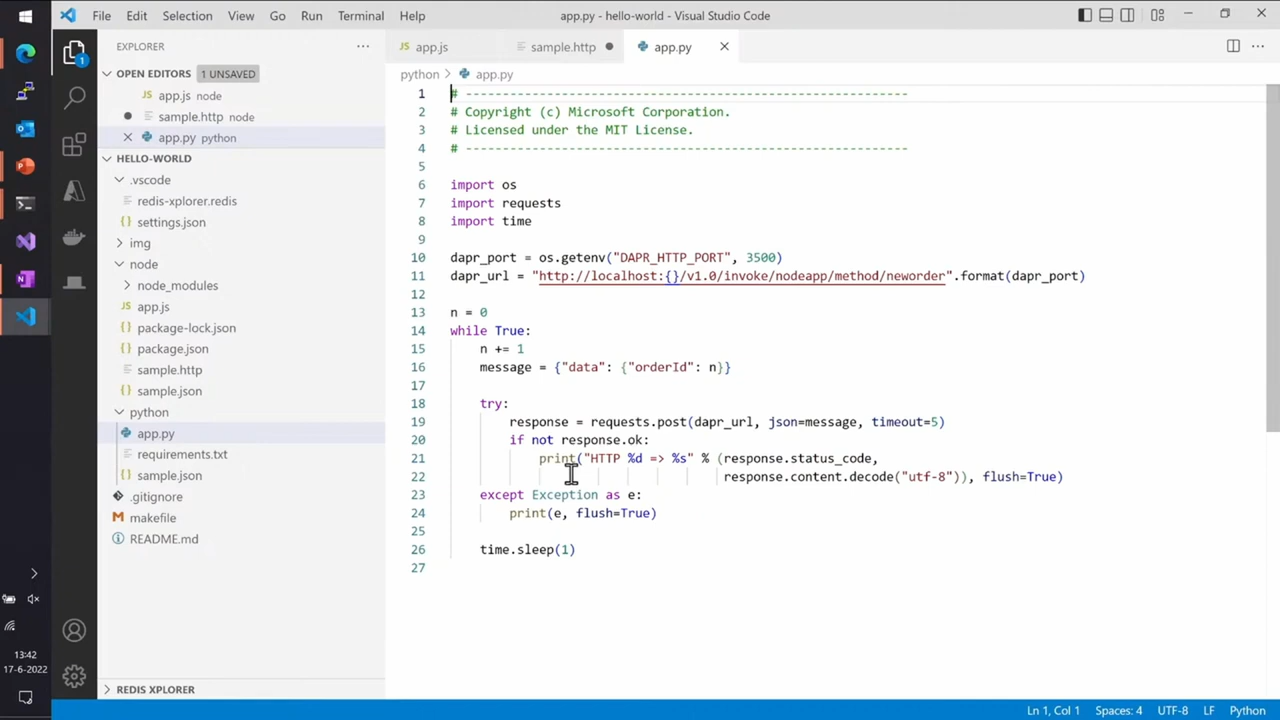 File Edit Selection View Go Run Terminal Help
app.py - hello-world - Visual Studio Code
EXPLORER
OPEN EDITORS 1 UNSAVED
app.js node
sample.http node
app.py python
HELLO-WORLD
.vscode
redis-xplorer.redis
settings.json
img
node
node_modules
app.js
package-lock.json
package.json
sample.http
sample.json
python
app.py
requirements.txt
sample.json
.gitignore
makefile
README.md
REDIS XPLORER
app.js sample.http app.py
python > app.py
1 # ------------------------------------------------------------
2 # Copyright (c) Microsoft Corporation.
3 # Licensed under the MIT License.
4 # ------------------------------------------------------------
5
6 import os
7 import requests
8 import time
9
10 dapr_port = os.getenv("DAPR_HTTP_PORT", 3500)
11 dapr_url = "http://localhost:{}/v1.0/invoke/nodeapp/method/neworder".format(dapr_port)
12
13 n = 0
14 while True:
15 n += 1
16 message = {"data": {"orderId": n}}
17
18 try:
19 response = requests.post(dapr_url, json=message, timeout=5)
20 if not response.ok:
21 print("HTTP %d => %s" % (response.status_code,
22 response.content.decode("utf-8")), flush=True)
23 except Exception as e:
24 print(e, flush=True)
25
26 time.sleep(1)
27
1
13:42
17-6-2022
Ln 1, Col 1 Spaces: 4 UTF-8 LF Python